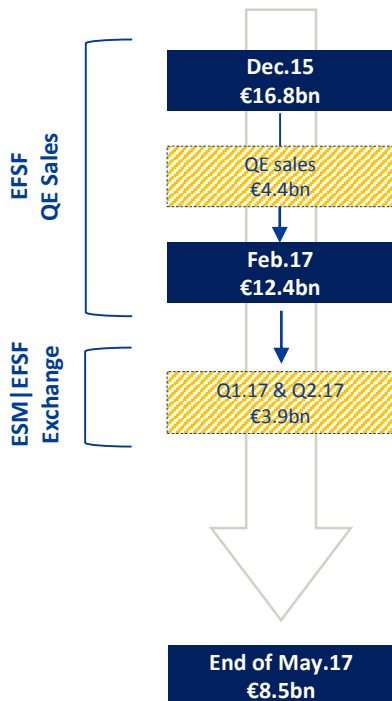 EFSF
QE Sales
Dec.15
€16.8bn
QE sales
€4.4bn
Feb.17
€12.4bn
ESM|EFSF
Exchange
Q1.17 & Q2.17
€3.9bn
End of May.17
€8.5bn